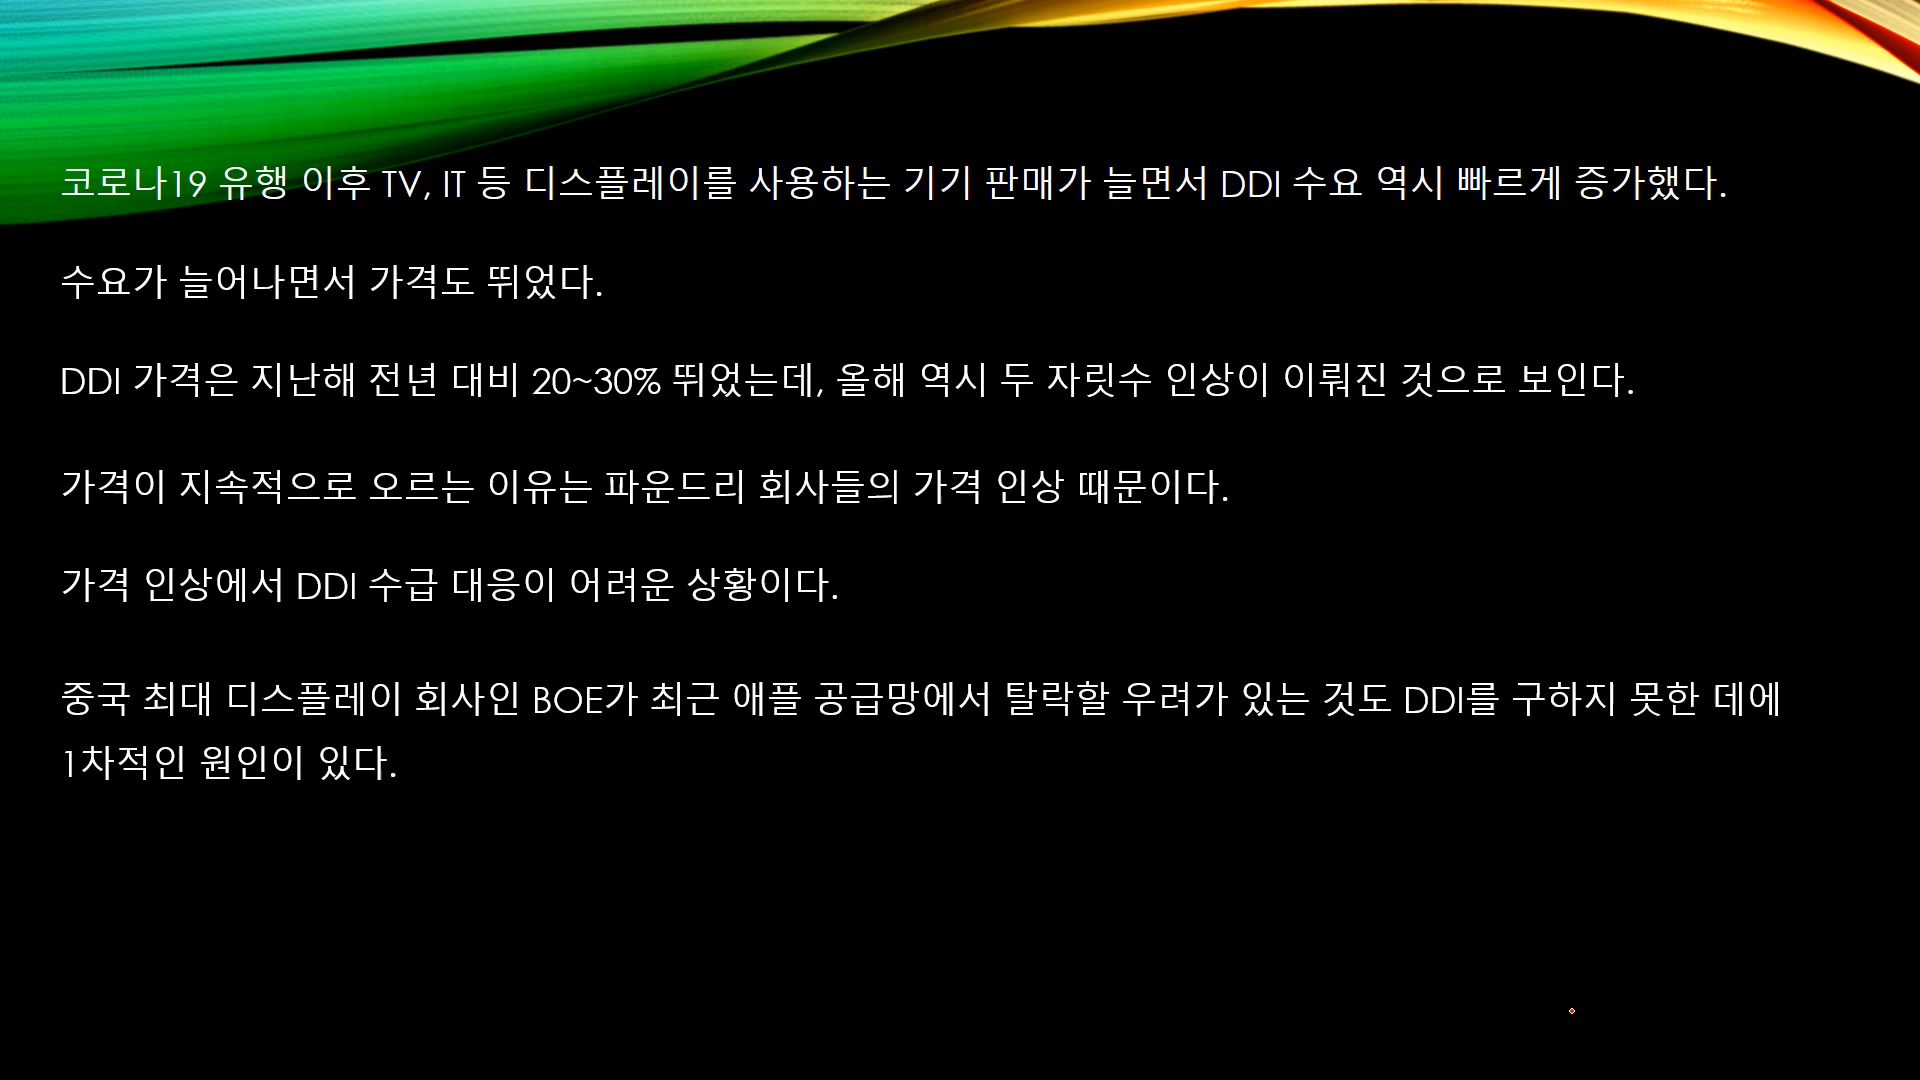 코로나19 유행 이후 TV, IT 등 디스플레이를 사용하는 기기 판매가 늘면서 DDI 수요 역시 빠르게 증가했다.
수요가 늘어나면서 가격도 뛰었다.
DDI 가격은 지난해 전년 대비 20~30% 뛰었는데, 올해 역시 두 자릿수 인상이 이뤄진 것으로 보인다.
가격이 지속적으로 오르는 이유는 파운드리 회사들의 가격 인상 때문이다.
가격 인상에서 DDI 수급 대응이 어려운 상황이다.
중국 최대 디스플레이 회사인 BOE가 최근 애플 공급망에서 탈락할 우려가 있는 것도 DDI를 구하지 못한 데에
1차적인 원인이 있다.